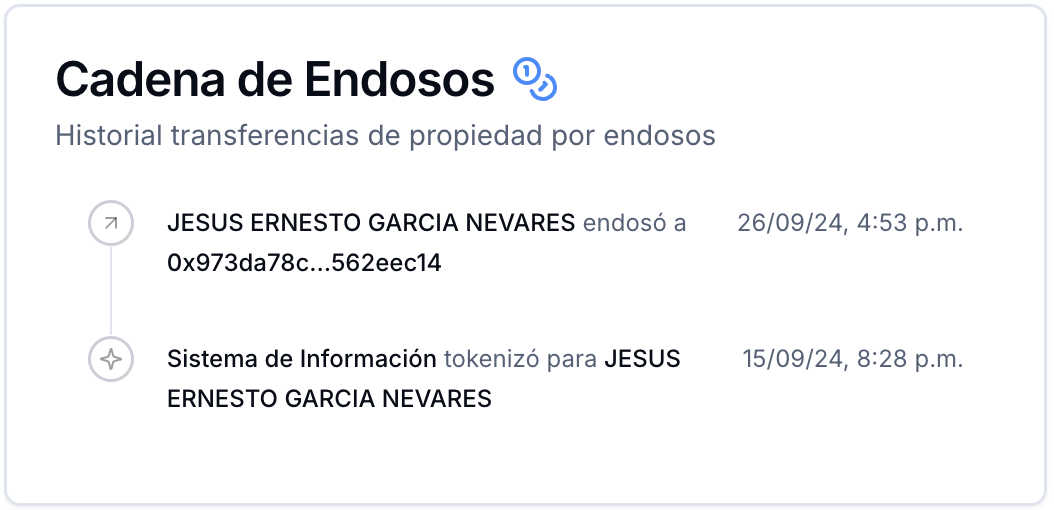 Cadena de Endosos
Historial transferencias de propiedad por endosos
JESUS ERNESTO GARCIA NEVARES endosó a 26/09/24, 4:53 p.m.
0x973da78c...562eec14
Sistema de Información tokenizó para JESUS 15/09/24, 8:28 p.m.
ERNESTO GARCIA NEVARES